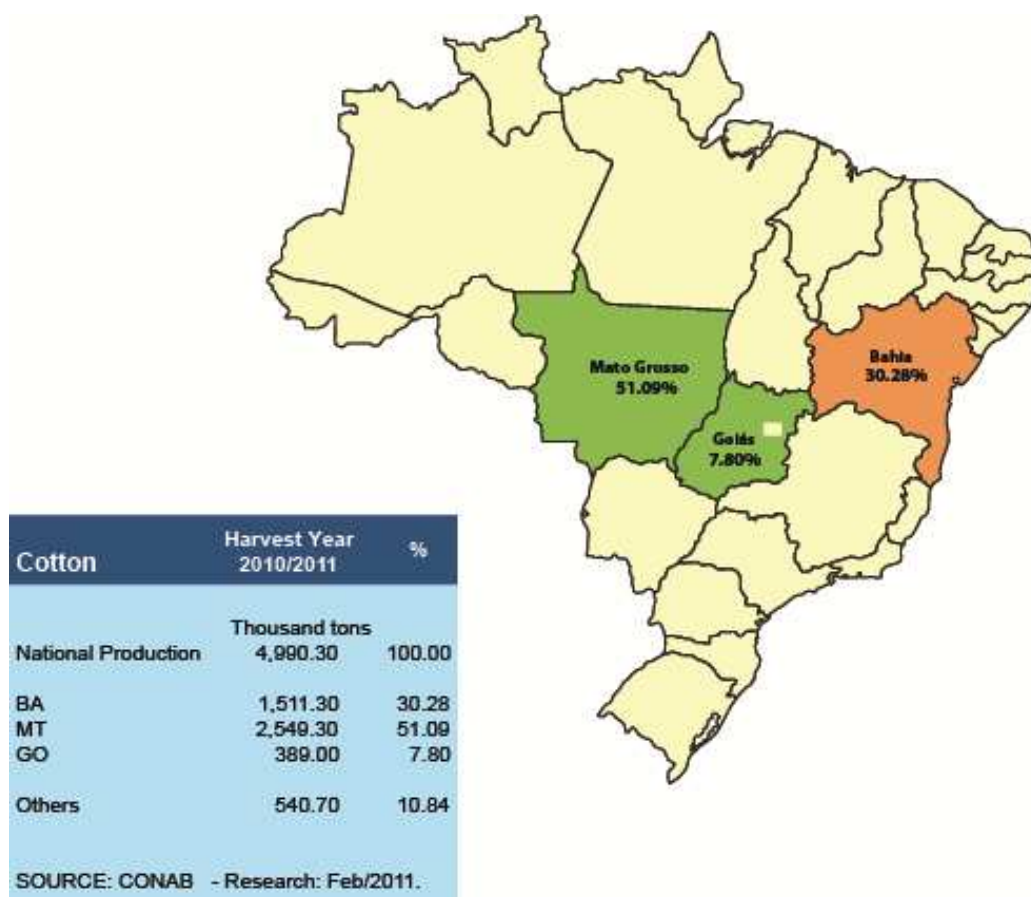 Mato Grosso
51.09%
Bahia
30.28%
Goiás
7.80%
Cotton Harvest Year 2010/2011 %
Thousand tons
National Production 4,990.30 100.00
BA 1,511.30 30.28
MT 2,549.30 51.09
GO 389.00 7.80
Others 540.70 10.84
SOURCE: CONAB - Research: Feb/2011.